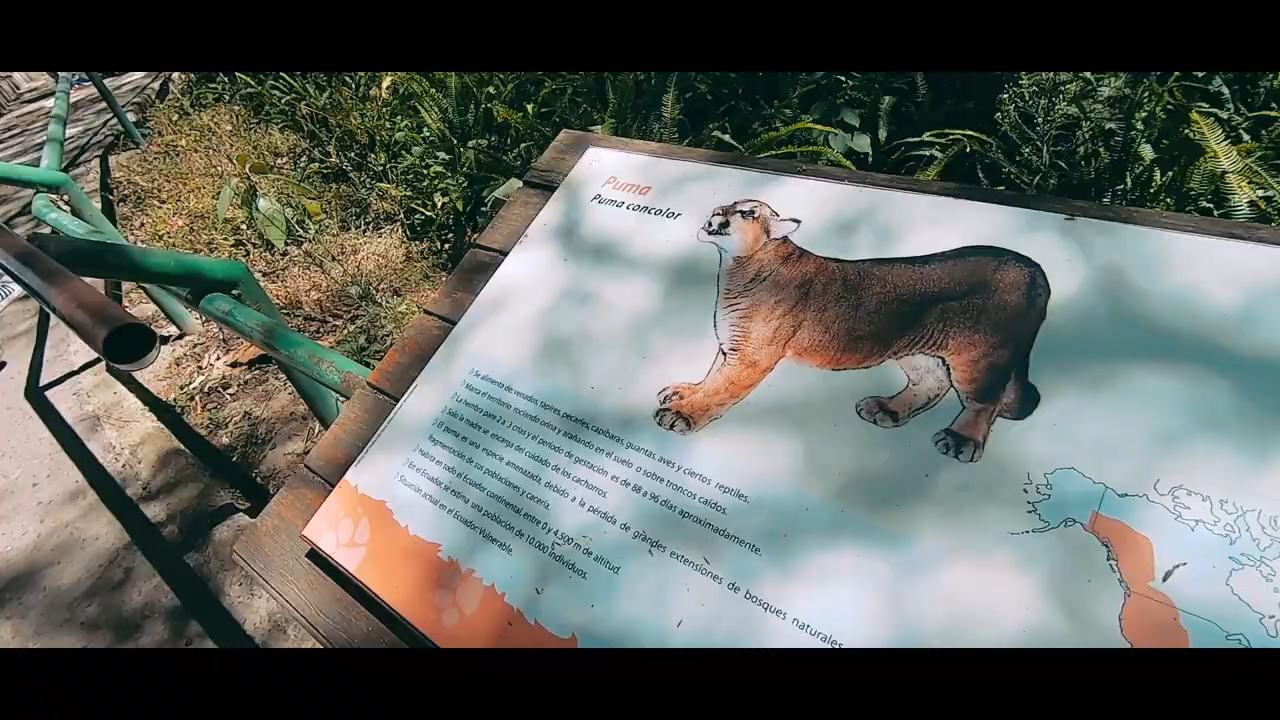 Puma
Puma concolor
Se alimenta de: venados, tapires, pecaríes, capibaras, guantas, aves y ciertos reptiles.
Marca el territorio rociando orina y arañando en el suelo o sobre troncos caídos.
La hembra pare 2 a 3 crías y el período de gestación es de 88 a 96 días aproximadamente.
Solo la madre se encarga del cuidado de los cachorros.
El puma es una especie amenazada, debido a la pérdida de grandes extensiones de bosques naturales
fragmentación de sus poblaciones y cacería.
Habita en todo el Ecuador continental, entre 0 y 4.500 m de altitud.
En el Ecuador, se estima una población de 10.000 individuos.
Situación actual en el Ecuador: Vulnerable.